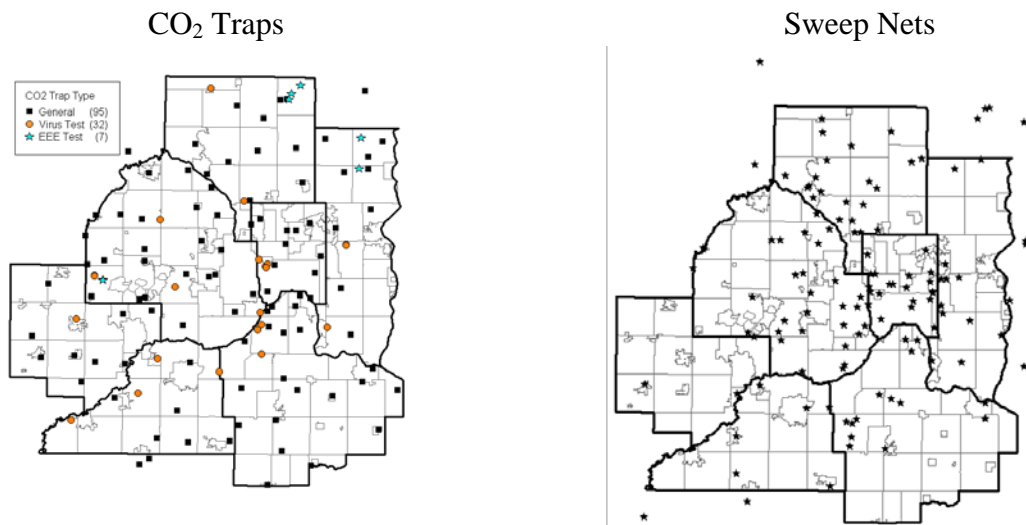 CO₂ Traps
Sweep Nets
CO2 Trap Type
General (95)
Virus Test (32)
EEE Test (7)